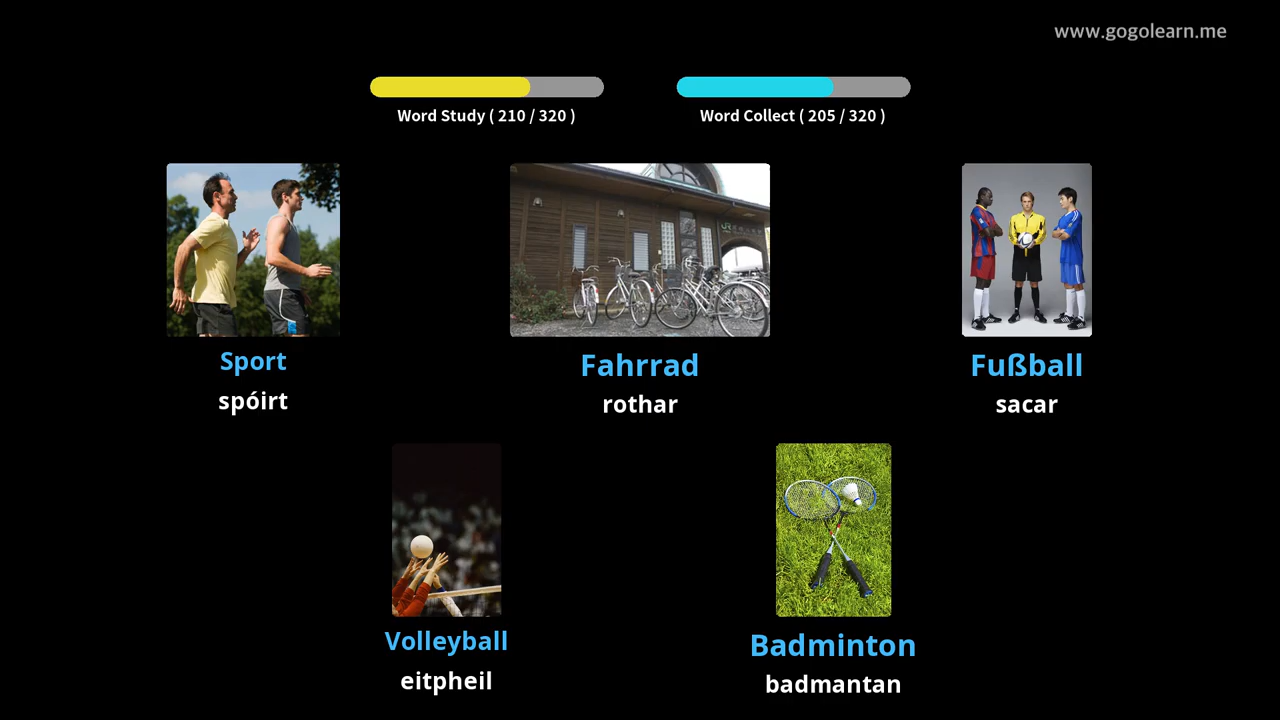 www.gogolearn.me
Word Study ( 210 / 320 )
Word Collect ( 205 / 320 )
Sport
spóirt
Fahrrad
rothar
Fußball
sacar
Volleyball
eitpheil
Badminton
badmantan